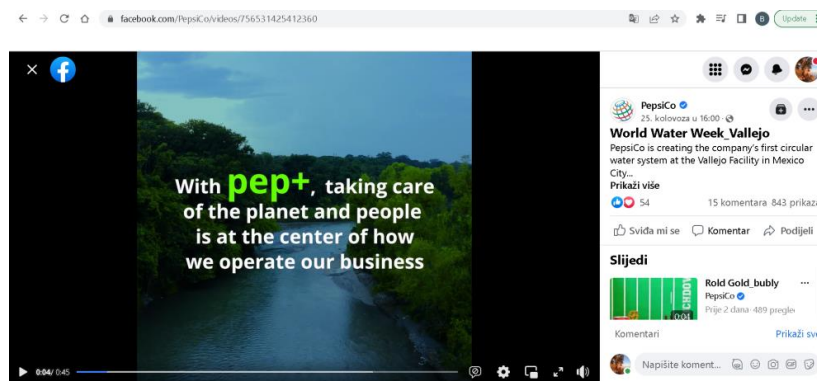 facebook.com/PepsiCo/videos/756531425412360
B
Update
With pep+, taking care
of the planet and people
is at the center of how
we operate our business
0:04 / 0:45
PepsiCo
25. kolovoza u 16:00 ·
World Water Week_Vallejo
PepsiCo is creating the company's first circular
water system at the Vallejo Facility in Mexico
City...
Prikaži više
54
15 komentara 843 prikaza
Sviđa mi se Komentar Podijeli
Slijedi
0:04
Rold Gold_bubly
PepsiCo
Prije 2 dana · 489 pregled
Komentari Prikaži sve
Napišite koment...